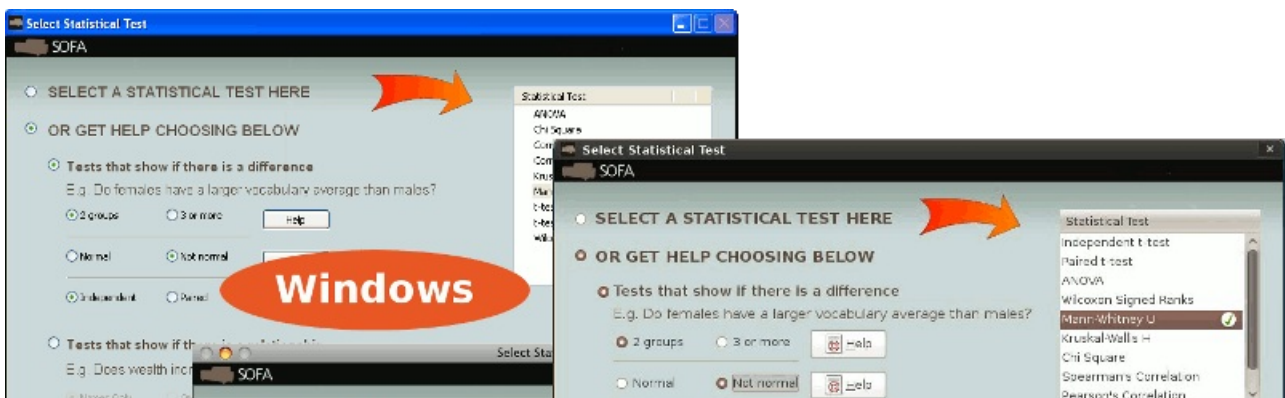 Select Statistical Test
SOFA
SELECT A STATISTICAL TEST HERE
OR GET HELP CHOOSING BELOW
Tests that show if there is a difference
E.g. Do females have a larger vocabulary average than males?
2 groups 3 or more Help
Normal Not normal
Independent Paired
Tests that show if
E.g. Does wealth
Statistical Test
ANOVA
Chi Square
Windows
Select Sta
SOFA
Select Statistical Test
SOFA
SELECT A STATISTICAL TEST HERE
OR GET HELP CHOOSING BELOW
Tests that show if there is a difference
E.g. Do females have a larger vocabulary average than males?
2 groups 3 or more Help
Normal Not normal Help
Statistical Test
Independent t-test
Paired t-test
ANOVA
Wilcoxon Signed Ranks
Mann-Whitney U
Kruskal-Wallis H
Chi Square
Spearman's Correlation
Pearson's Correlation